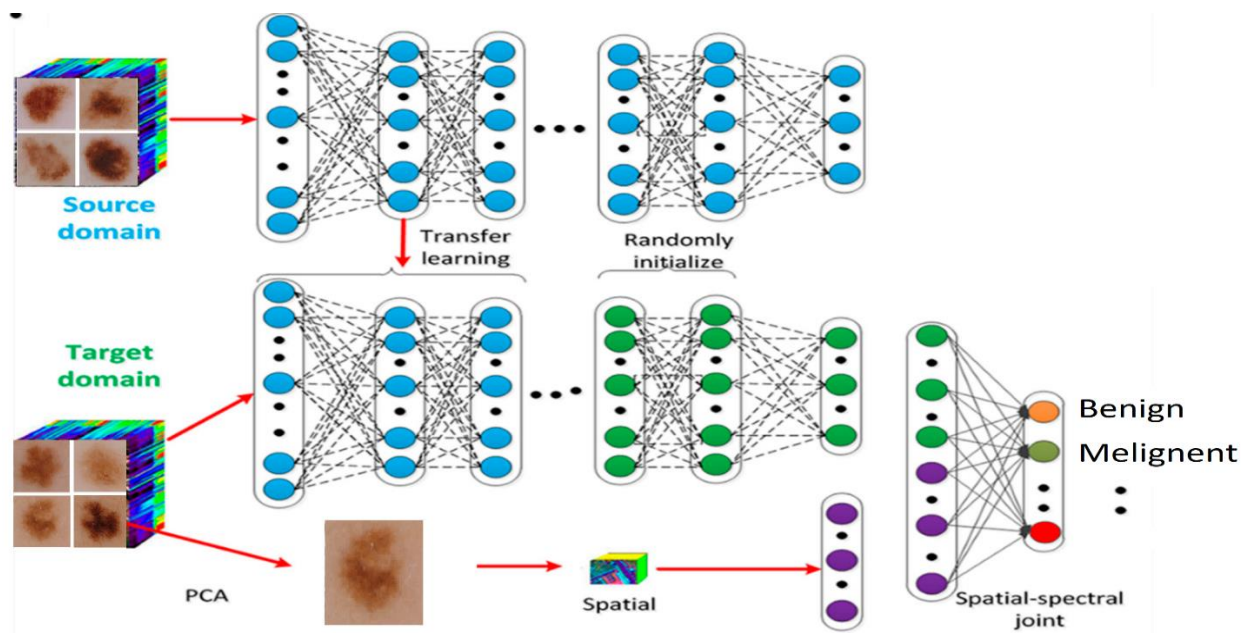 Source
domain
Transfer
learning
Randomly
initialize
Target
domain
Benign
Melignent
PCA
Spatial
Spatial-spectral
joint